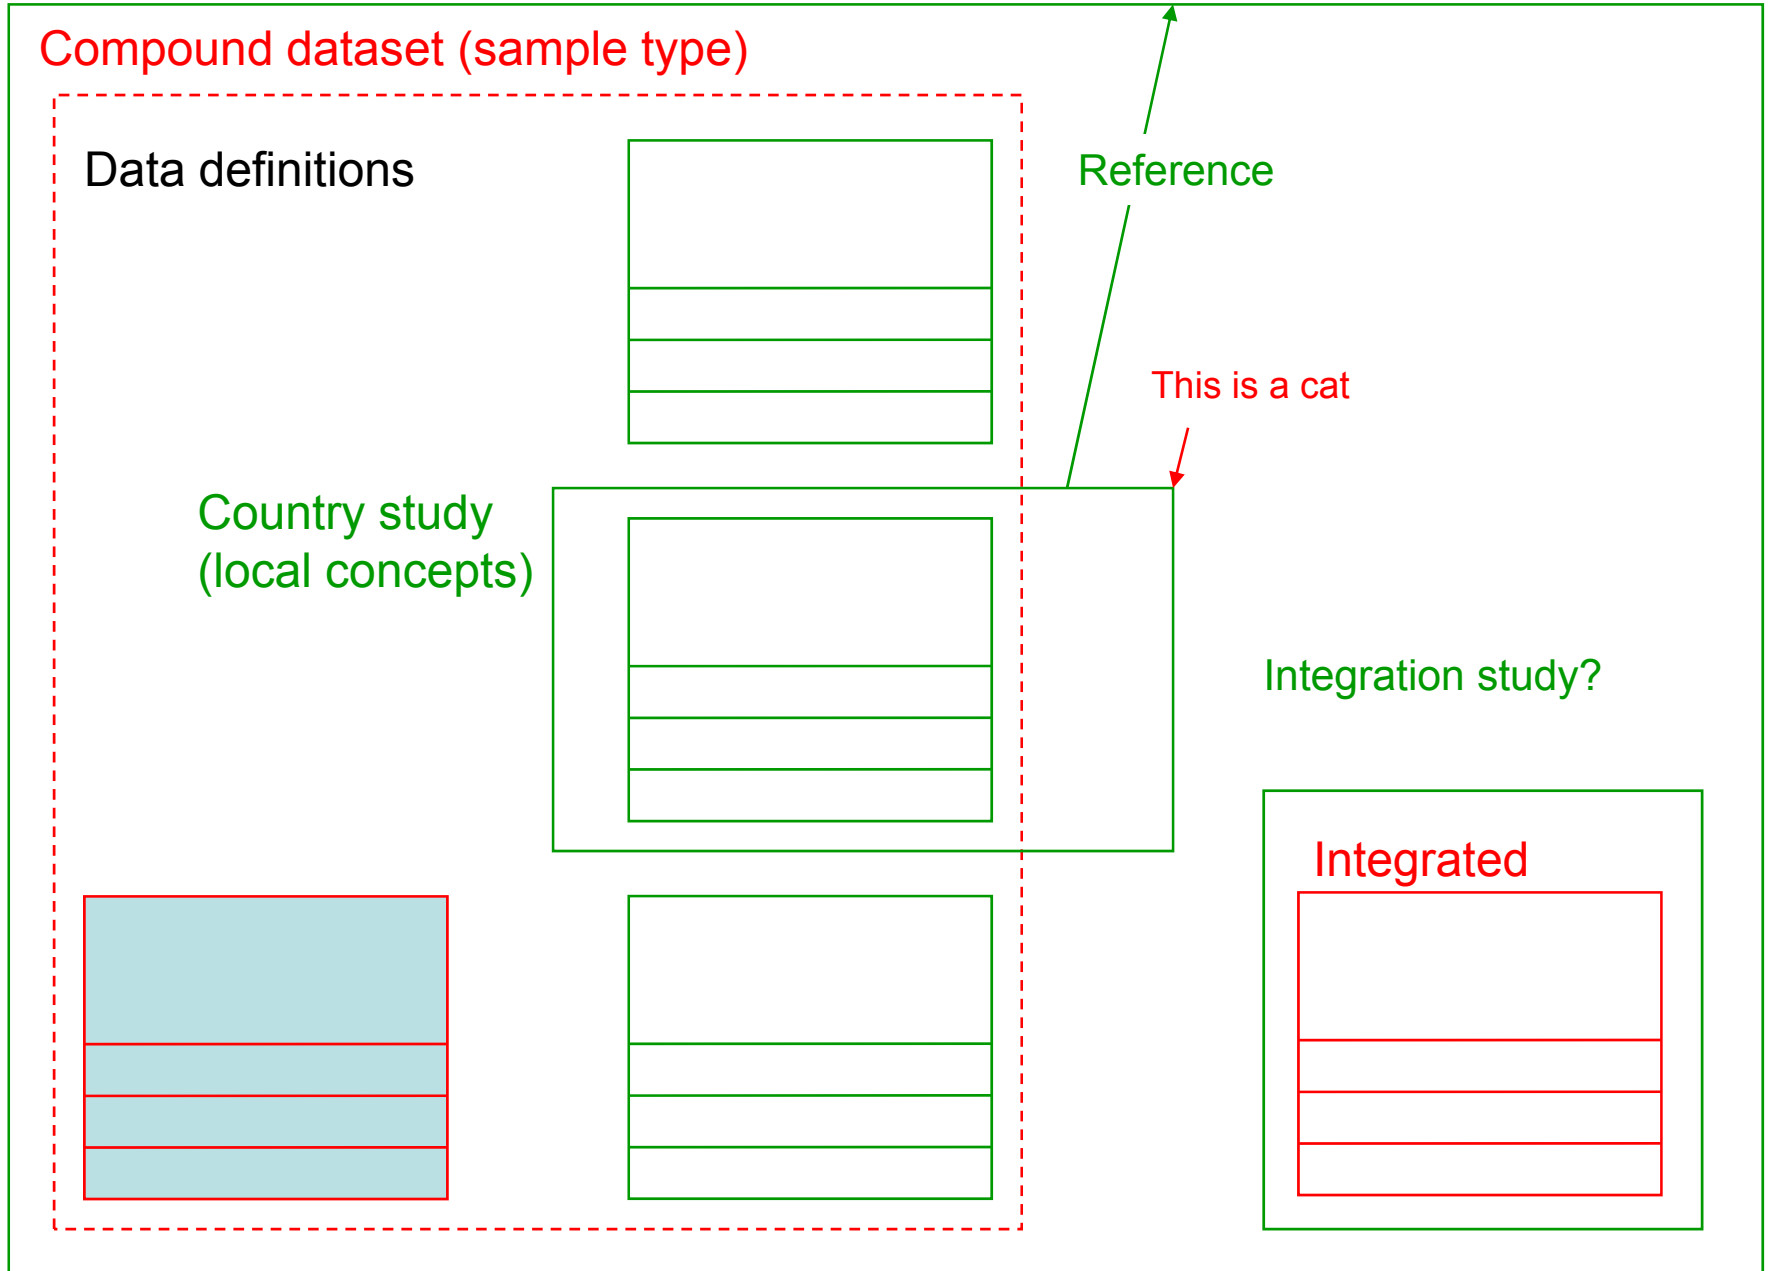 Compound dataset (sample type)
Data definitions
Reference
This is a cat
Country study
(local concepts)
Integration study?
Integrated